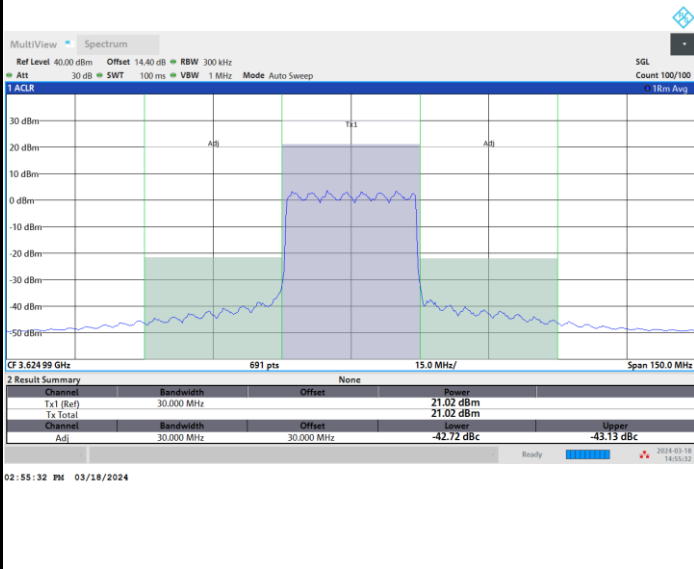 MultiView Spectrum
Ref Level 40.00 dBm Offset 14.40 dB RBW 300 kHz SGL
Att 30 dB SWT 100 ms VBW 1 MHz Mode Auto Sweep Count 100/100
1 ACLR 1Rm Avg
30 dBm
Tx1
20 dBm Adj Adj
10 dBm
0 dBm
-10 dBm
-20 dBm
-30 dBm
-40 dBm
-50 dBm
CF 3.624 99 GHz 691 pts 15.0 MHz/ Span 150.0 MHz
2 Result Summary None
Channel Bandwidth Offset Power
Tx1 (Ref) 30.000 MHz 21.02 dBm
Tx Total 21.02 dBm
Channel Bandwidth Offset Lower Upper
Adj 30.000 MHz 30.000 MHz -42.72 dBc -43.13 dBc
Ready 2024-03-18
14:55:32
02:55:32 PM 03/18/2024